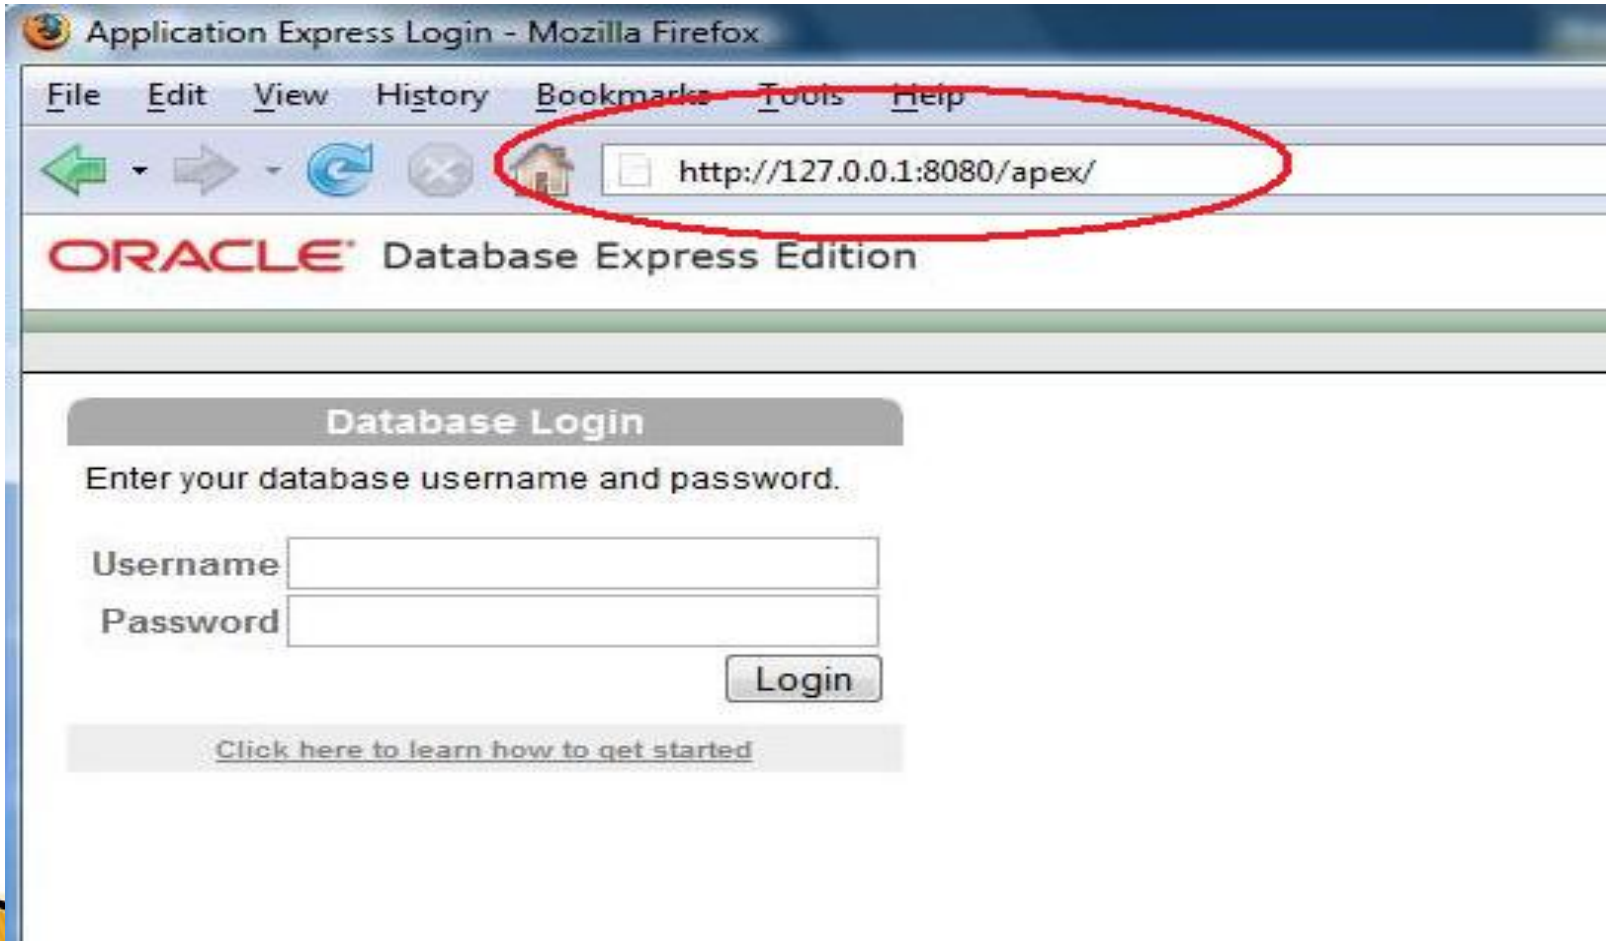 Application Express Login - Mozilla Firefox
File Edit View History Bookmarks Tools Help
http://127.0.0.1:8080/apex/
ORACLE Database Express Edition
Database Login
Enter your database username and password.
Username
Password
Login
Click here to learn how to get started